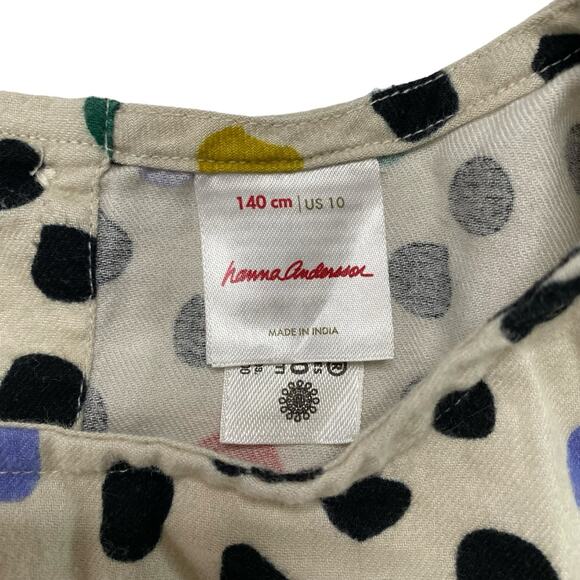 140 cm | US 10
hanna andersson
MADE IN INDIA